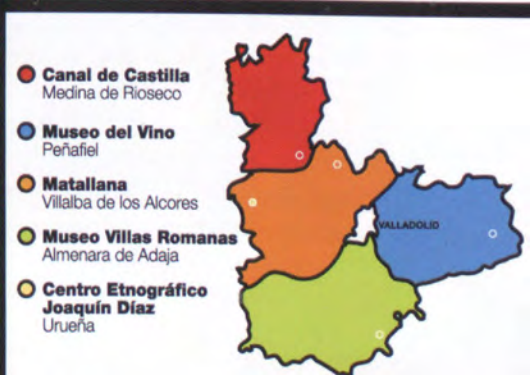 Canal de Castilla
Medina de Rioseco
Museo del Vino
Peñafiel
Matallana
Villalba de los Alcores
Museo Villas Romanas
Almenara de Adaja
Centro Etnográfico
Joaquín Díaz
Urueña
VALLADOLID